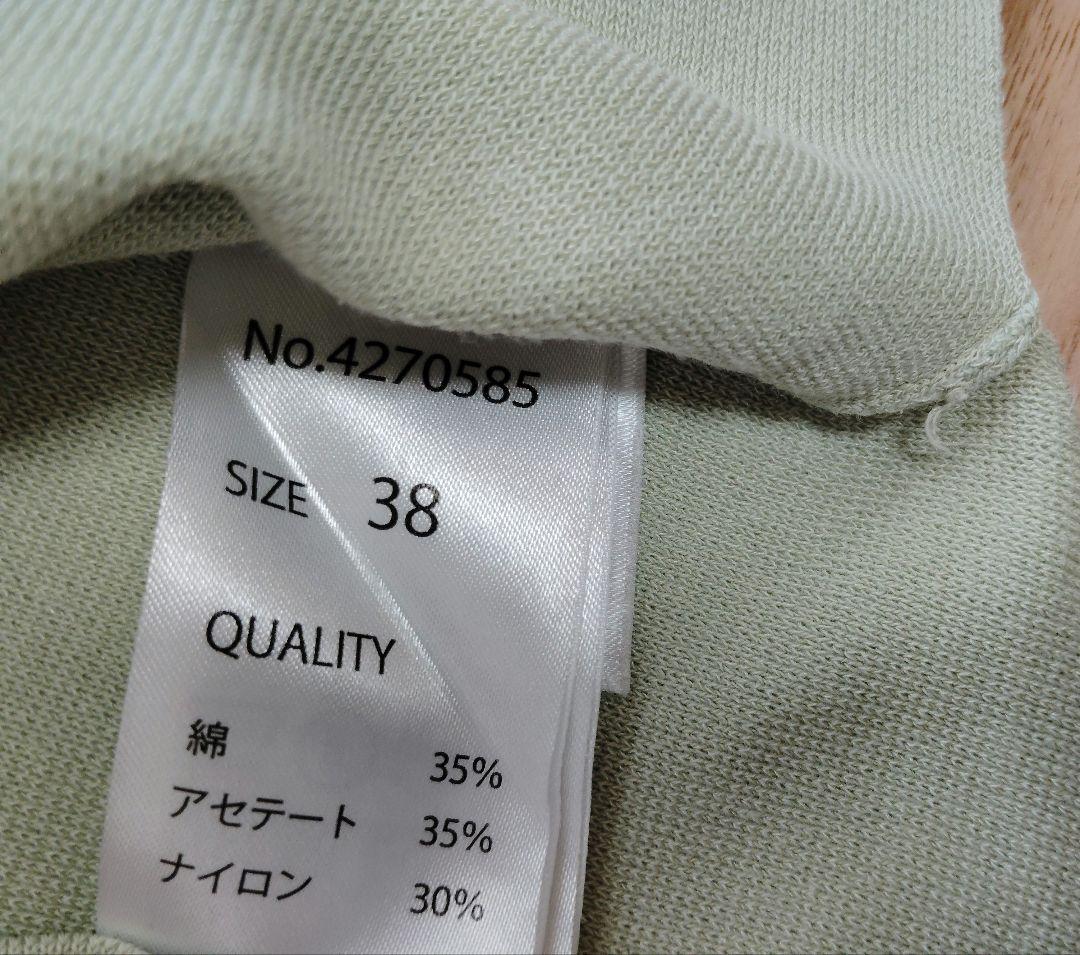 No.4270585
SIZE 38
QUALITY
綿 35%
アセテート 35%
ナイロン 30%